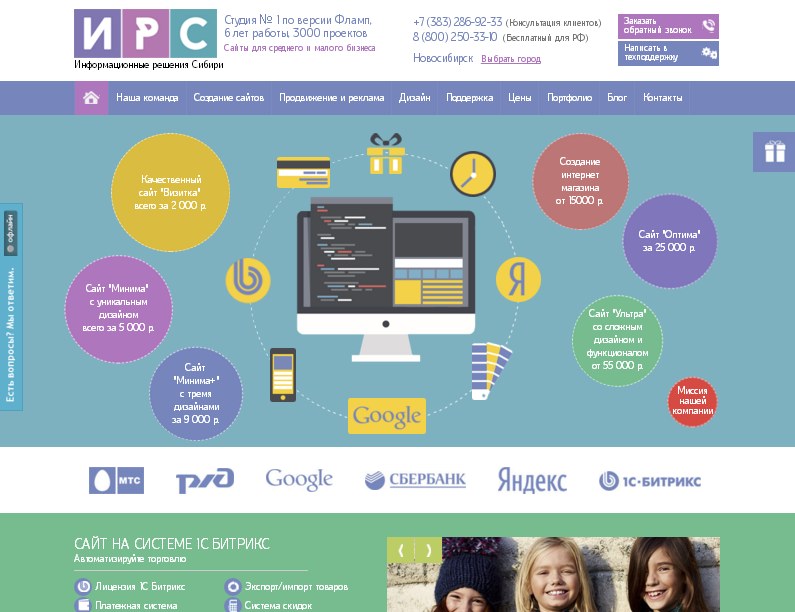 ИРС
Информационные решения Сибири
Студия № 1 по версии Фламп,
6 лет работы, 3000 проектов
Сайты для среднего и малого бизнеса
+7 (383) 286-92-33 (Консультация клиентов)
8 (800) 250-33-10 (Бесплатный для РФ)
Новосибирск Выбрать город
Заказать
обратный звонок
Написать в
техподдержку
Наша команда Создание сайтов Продвижение и реклама Дизайн Поддержка Цены Портфолио Блог Контакты
Качественный
сайт "Визитка"
всего за 2 000 р.
Создание
интернет
магазина
от 15000 р.
Сайт "Оптима"
за 25 000 р.
Сайт "Минима"
с уникальным
дизайном
всего за 5 000 р.
Я
Сайт "Ультра"
со сложным
дизайном и
функционалом
от 55 000 р.
Сайт
"Минима+"
с тремя
дизайнами
за 9 000 р.
Google
Миссия
нашей
компании
Есть вопросы? Мы ответим.
офлайн
МТС
РЖД
Google
СБЕРБАНК
Яндекс
1С·БИТРИКС
САЙТ НА СИСТЕМЕ 1С БИТРИКС
Автоматизируйте торговлю
Лицензия 1С Битрикс
Экспорт/импорт товаров
Платежная система
Система скидок